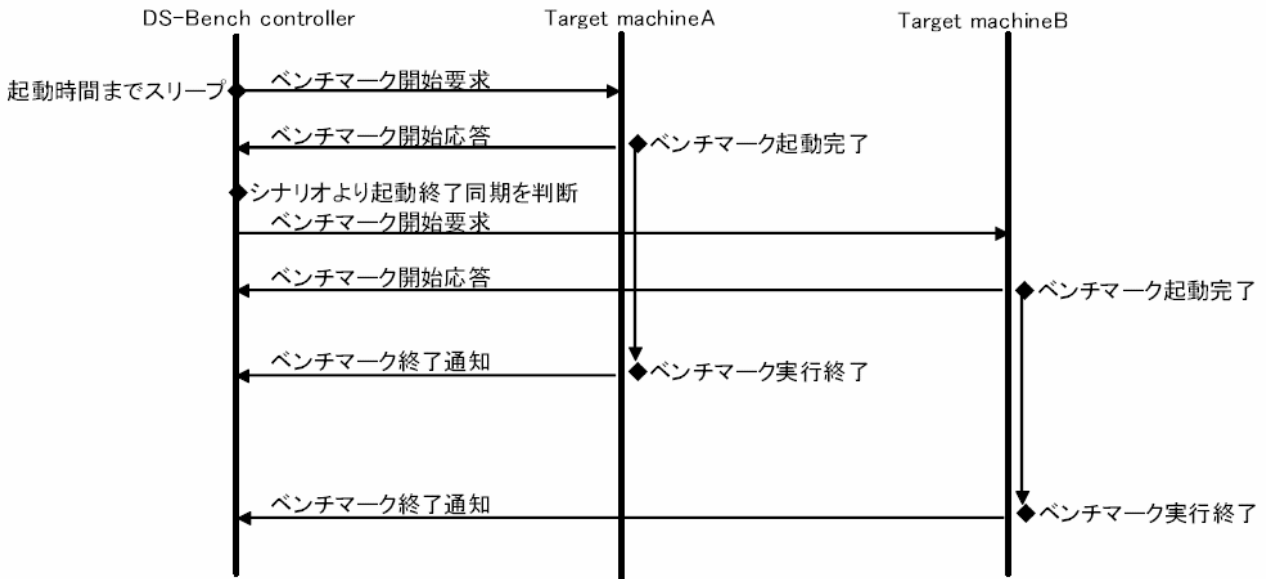 DS-Bench controller
Target machineA
Target machineB
起動時間までスリープ
ベンチマーク開始要求
ベンチマーク開始応答
ベンチマーク起動完了
シナリオより起動終了同期を判断
ベンチマーク開始要求
ベンチマーク開始応答
ベンチマーク起動完了
ベンチマーク終了通知
ベンチマーク実行終了
ベンチマーク終了通知
ベンチマーク実行終了